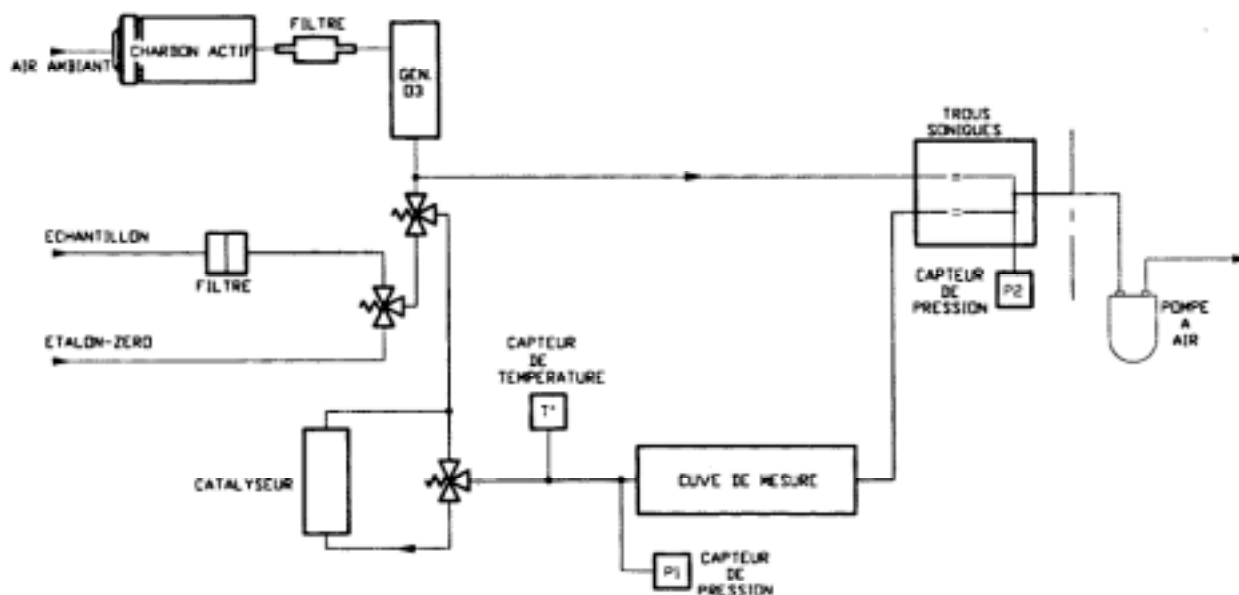 FILTRE
CHARBON ACTIF
AIR AMBIANT
GEN.
O3
TROUS
SONIQUES
ECHANTILLON
FILTRE
ETALON-ZERO
CAPTEUR
DE
PRESSION
P2
POMPE
A
AIR
CAPTEUR
DE
TEMPERATURE
T°
CATALYSEUR
CUVE DE MESURE
P1
CAPTEUR
DE
PRESSION